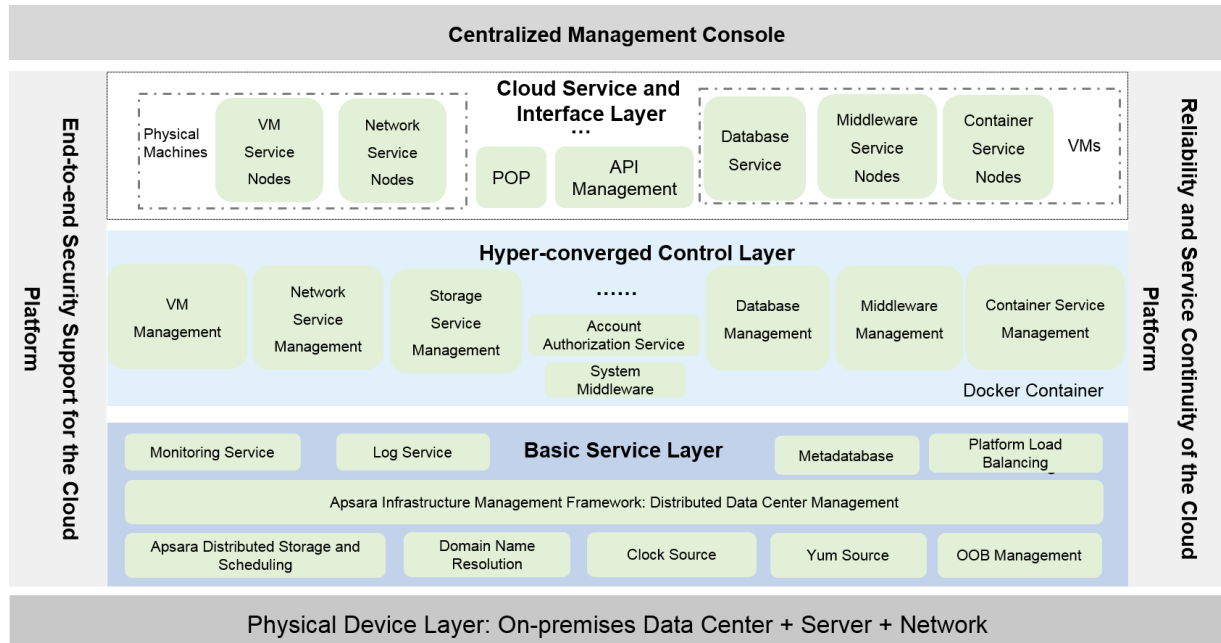 Centralized Management Console
End-to-end Security Support for the Cloud
Platform
Cloud Service and
Interface Layer
...
Physical
Machines
VM
Service
Nodes
Network
Service
Nodes
POP
API
Management
Database
Service
Middleware
Service
Nodes
Container
Service
Nodes
VMs
Hyper-converged Control Layer
VM
Management
Network
Service
Management
Storage
Service
Management
......
Account
Authorization Service
System
Middleware
Database
Management
Middleware
Management
Container Service
Management
Docker Container
Basic Service Layer
Monitoring Service
Log Service
Metadatabase
Platform Load
Balancing
Apsara Infrastructure Management Framework: Distributed Data Center Management
Apsara Distributed Storage and
Scheduling
Domain Name
Resolution
Clock Source
Yum Source
OOB Management
Reliability and Service Continuity of the Cloud
Platform
Physical Device Layer: On-premises Data Center + Server + Network